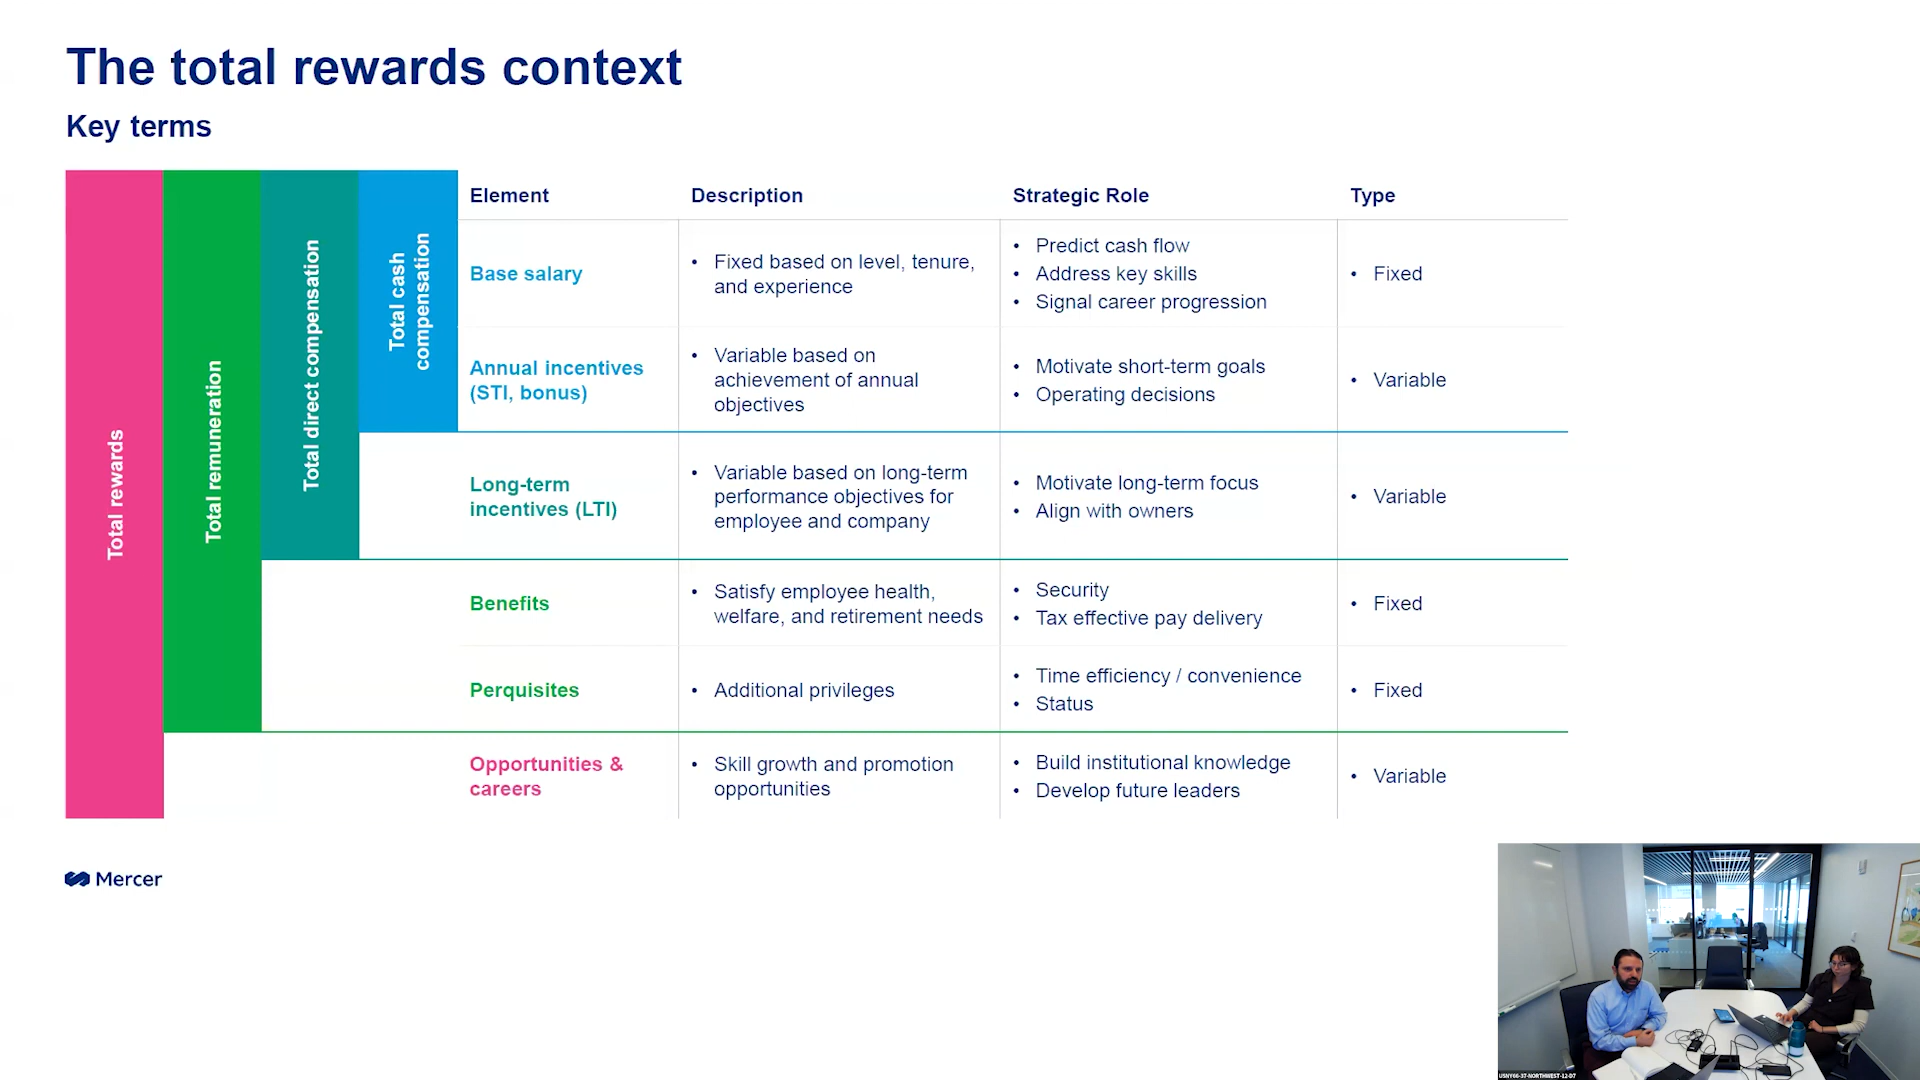 The total rewards context
Key terms
Total rewards
Total remuneration
Total direct compensation
Total cash
compensation
Element
Description
Strategic Role
Type
Base salary
• Fixed based on level, tenure,
and experience
• Predict cash flow
• Address key skills
• Signal career progression
• Fixed
Annual incentives
(STI, bonus)
• Variable based on
achievement of annual
objectives
• Motivate short-term goals
• Operating decisions
• Variable
Long-term
incentives (LTI)
• Variable based on long-term
performance objectives for
employee and company
• Motivate long-term focus
• Align with owners
• Variable
Benefits
• Satisfy employee health,
welfare, and retirement needs
• Security
• Tax effective pay delivery
• Fixed
Perquisites
• Additional privileges
• Time efficiency / convenience
• Status
• Fixed
Opportunities &
careers
• Skill growth and promotion
opportunities
• Build institutional knowledge
• Develop future leaders
• Variable
Mercer